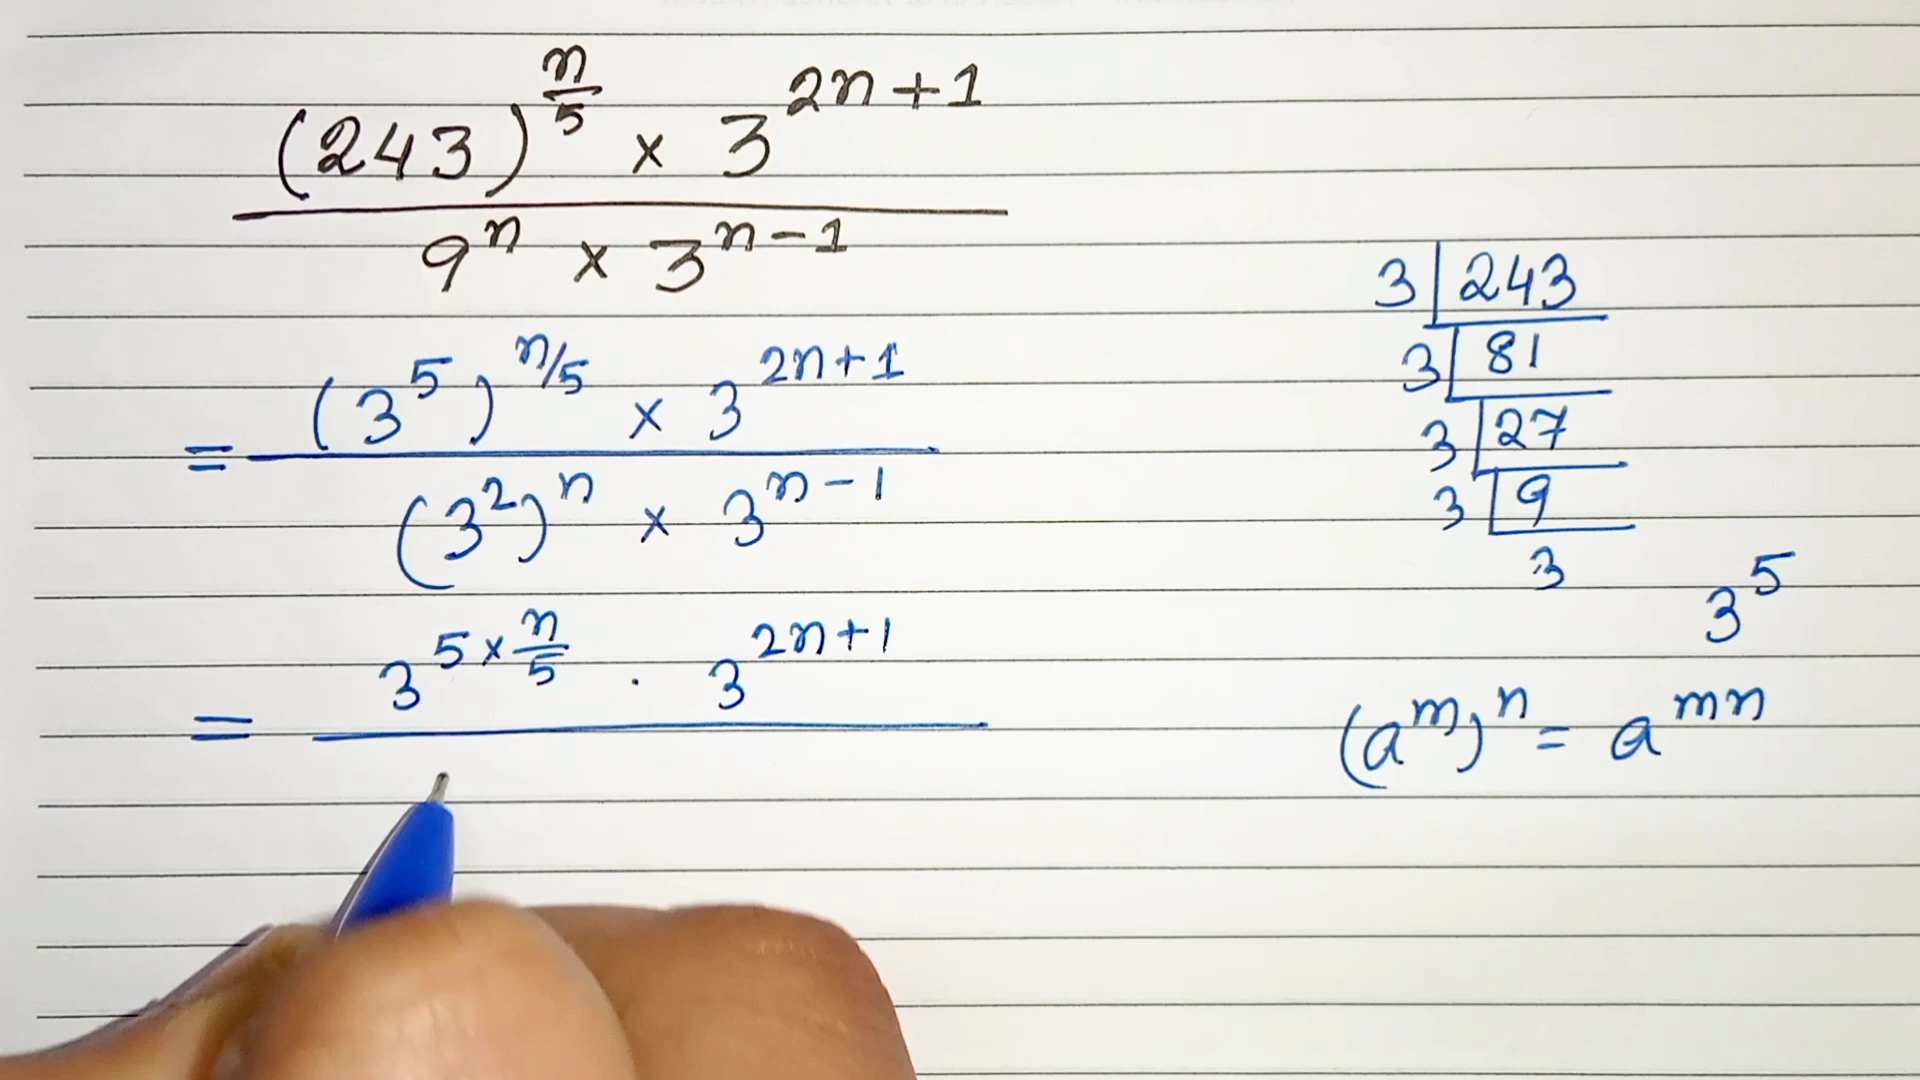 (243)^(n/5) × 3^(2n+1)
9^n × 3^(n-1)
= (3^5)^(n/5) × 3^(2n+1)
(3^2)^n × 3^(n-1)
= 3^(5×n/5) · 3^(2n+1)
3 | 243
3 | 81
3 | 27
3 | 9
3
3^5
(a^m)^n = a^(mn)